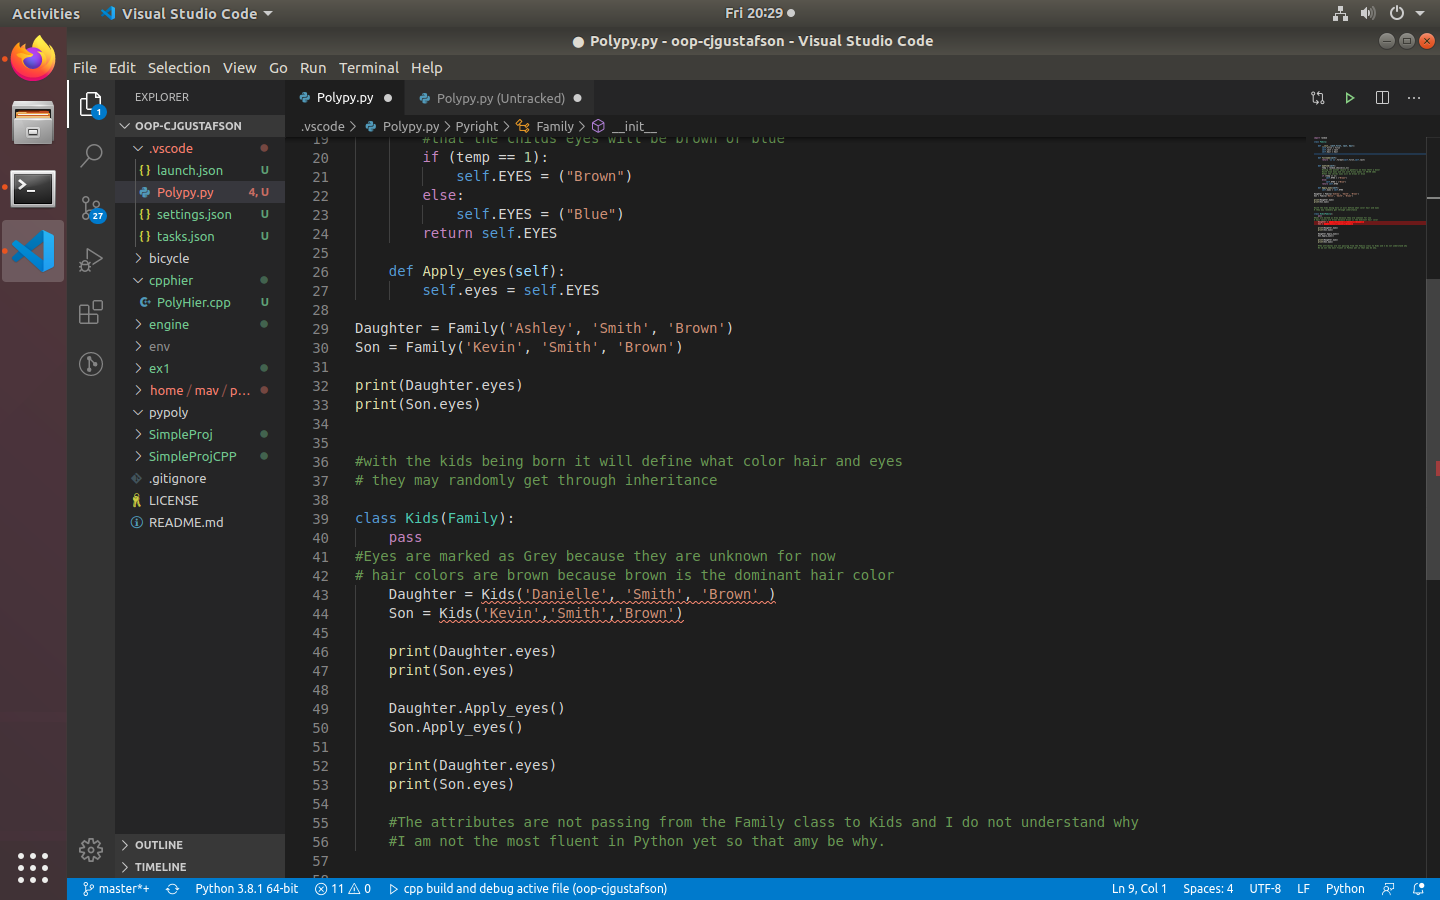 Activities Visual Studio Code Fri 20:29
Polypy.py - oop-cjgustafson - Visual Studio Code
File Edit Selection View Go Run Terminal Help
EXPLORER
OOP-CJGUSTAFSON
.vscode
launch.json U
Polypy.py 4, U
settings.json U
tasks.json U
bicycle
cpphier
PolyHier.cpp U
engine
env
ex1
home / mav / p...
pypoly
SimpleProj
SimpleProjCPP
.gitignore
LICENSE
README.md
OUTLINE
TIMELINE
1
27
Polypy.py Polypy.py (Untracked)
.vscode > Polypy.py > Pyright > Family > __init__
19 #that the childs eyes will be brown or blue
20 if (temp == 1):
21 self.EYES = ("Brown")
22 else:
23 self.EYES = ("Blue")
24 return self.EYES
25
26 def Apply_eyes(self):
27 self.eyes = self.EYES
28
29 Daughter = Family('Ashley', 'Smith', 'Brown')
30 Son = Family('Kevin', 'Smith', 'Brown')
31
32 print(Daughter.eyes)
33 print(Son.eyes)
34
35
36 #with the kids being born it will define what color hair and eyes
37 # they may randomly get through inheritance
38
39 class Kids(Family):
40 pass
41 #Eyes are marked as Grey because they are unknown for now
42 # hair colors are brown because brown is the dominant hair color
43 Daughter = Kids('Danielle', 'Smith', 'Brown' )
44 Son = Kids('Kevin','Smith','Brown')
45
46 print(Daughter.eyes)
47 print(Son.eyes)
48
49 Daughter.Apply_eyes()
50 Son.Apply_eyes()
51
52 print(Daughter.eyes)
53 print(Son.eyes)
54
55 #The attributes are not passing from the Family class to Kids and I do not understand why
56 #I am not the most fluent in Python yet so that amy be why.
57
master*+ Python 3.8.1 64-bit 11 0 cpp build and debug active file (oop-cjgustafson) Ln 9, Col 1 Spaces: 4 UTF-8 LF Python